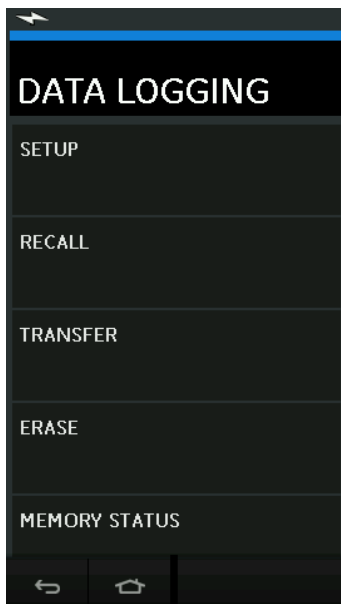 DATA LOGGING
SETUP
RECALL
TRANSFER
ERASE
MEMORY STATUS